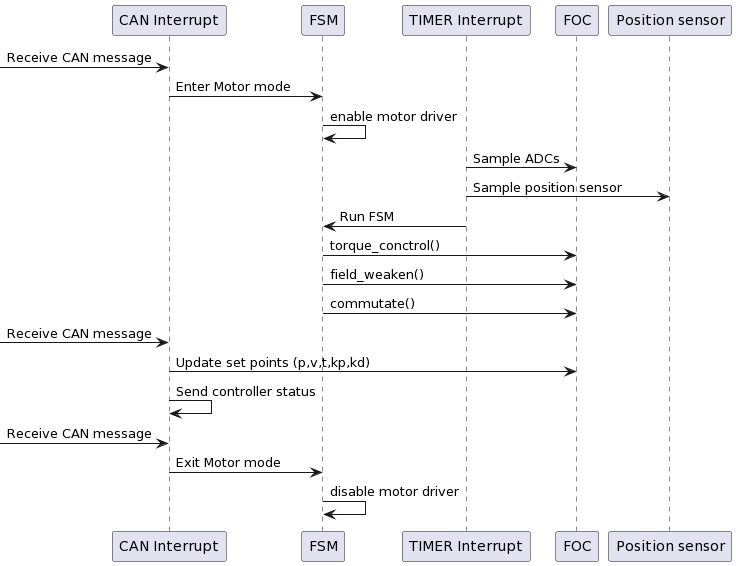 CAN Interrupt FSM TIMER Interrupt FOC Position sensor
Receive CAN message
Enter Motor mode
enable motor driver
Sample ADCs
Sample position sensor
Run FSM
torque_conctrol()
field_weaken()
commutate()
Receive CAN message
Update set points (p,v,t,kp,kd)
Send controller status
Receive CAN message
Exit Motor mode
disable motor driver
CAN Interrupt FSM TIMER Interrupt FOC Position sensor